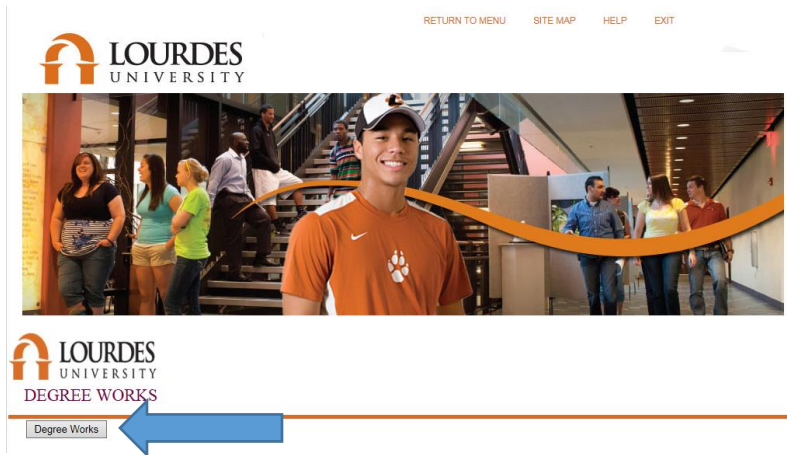 RETURN TO MENU SITE MAP HELP EXIT
LOURDES
UNIVERSITY
LOURDES
UNIVERSITY
DEGREE WORKS
Degree Works